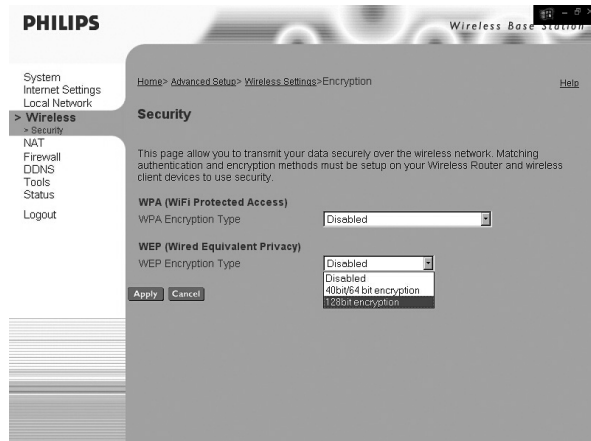 PHILIPS
Wireless Base Station
System
Internet Settings
Local Network
> Wireless
> Security
NAT
Firewall
DDNS
Tools
Status
Logout
Home> Advanced Setup> Wireless Settings>Encryption
Help
Security
This page allow you to transmit your data securely over the wireless network. Matching
authentication and encryption methods must be setup on your Wireless Router and wireless
client devices to use security.
WPA (WiFi Protected Access)
WPA Encryption Type
Disabled
WEP (Wired Equivalent Privacy)
WEP Encryption Type
Disabled
Disabled
40bit/64 bit encryption
128bit encryption
Apply
Cancel